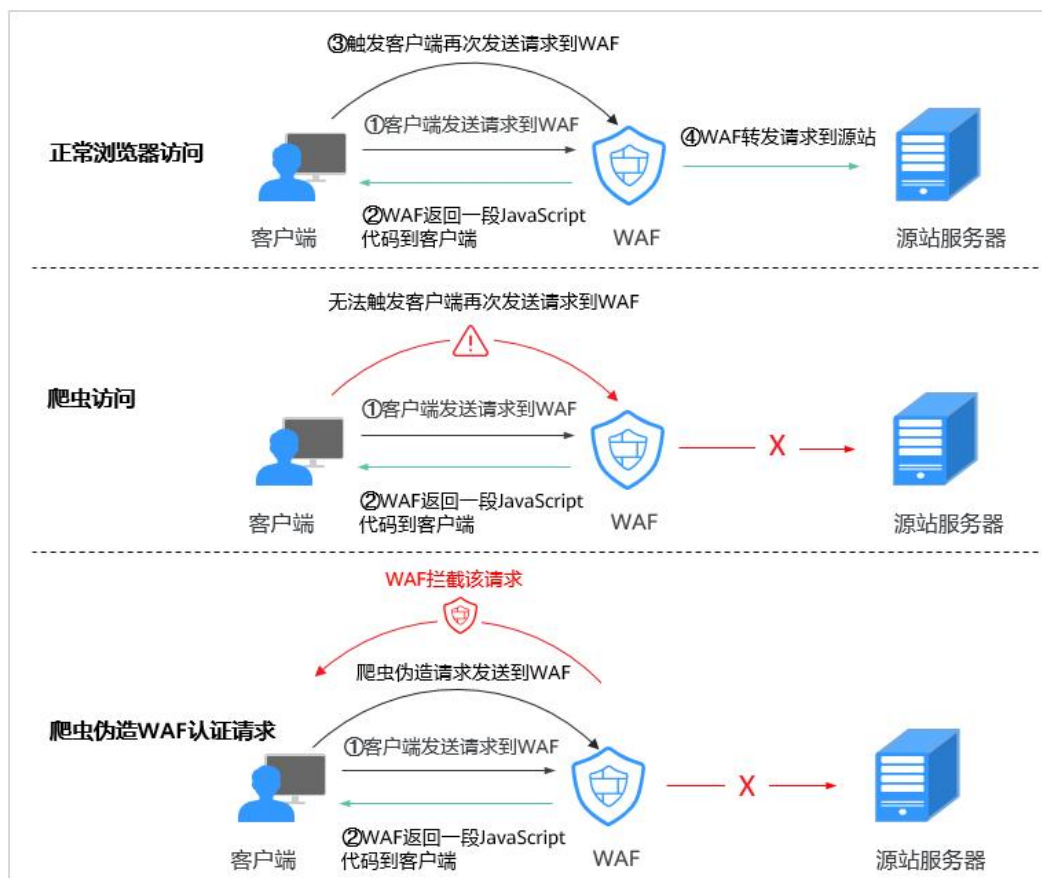 ③触发客户端再次发送请求到WAF
①客户端发送请求到WAF
④WAF转发请求到源站
正常浏览器访问
②WAF返回一段JavaScript
代码到客户端
客户端
WAF
源站服务器
无法触发客户端再次发送请求到WAF
爬虫访问
①客户端发送请求到WAF
X
②WAF返回一段JavaScript
代码到客户端
客户端
WAF
源站服务器
WAF拦截该请求
爬虫伪造请求发送到WAF
爬虫伪造WAF认证请求
①客户端发送请求到WAF
X
②WAF返回一段JavaScript
代码到客户端
客户端
WAF
源站服务器